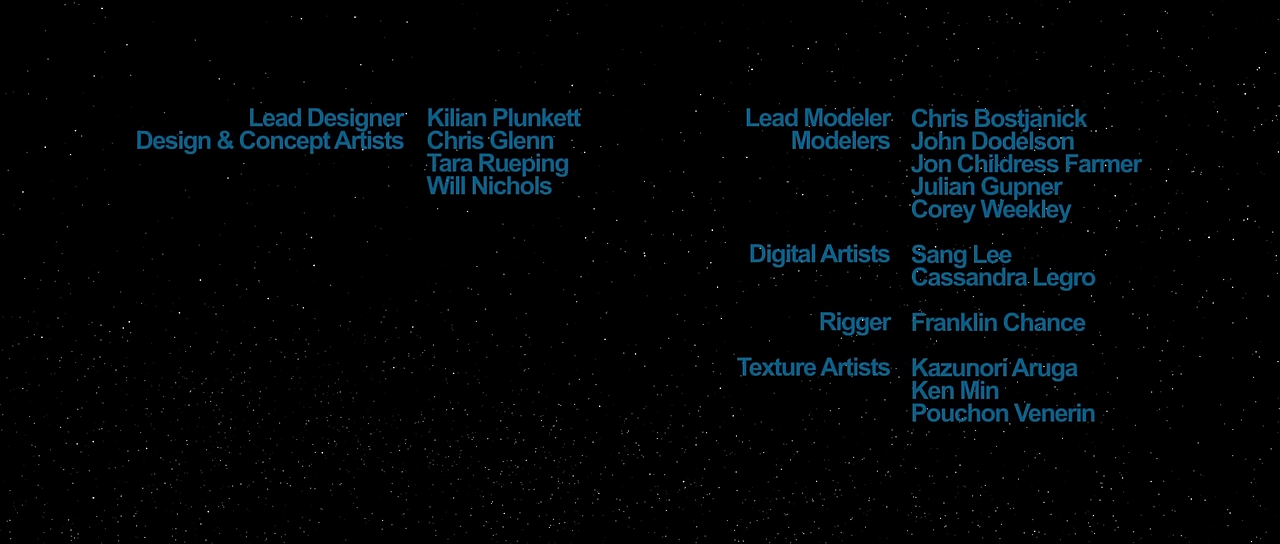 Lead Designer Kilian Plunkett
Design & Concept Artists Chris Glenn
Tara Rueping
Will Nichols
Lead Modeler Chris Bostjanick
Modelers John Dodelson
Jon Childress Farmer
Julian Gupner
Corey Weekley
Digital Artists Sang Lee
Cassandra Legro
Rigger Franklin Chance
Texture Artists Kazunori Aruga
Ken Min
Pouchon Venerin